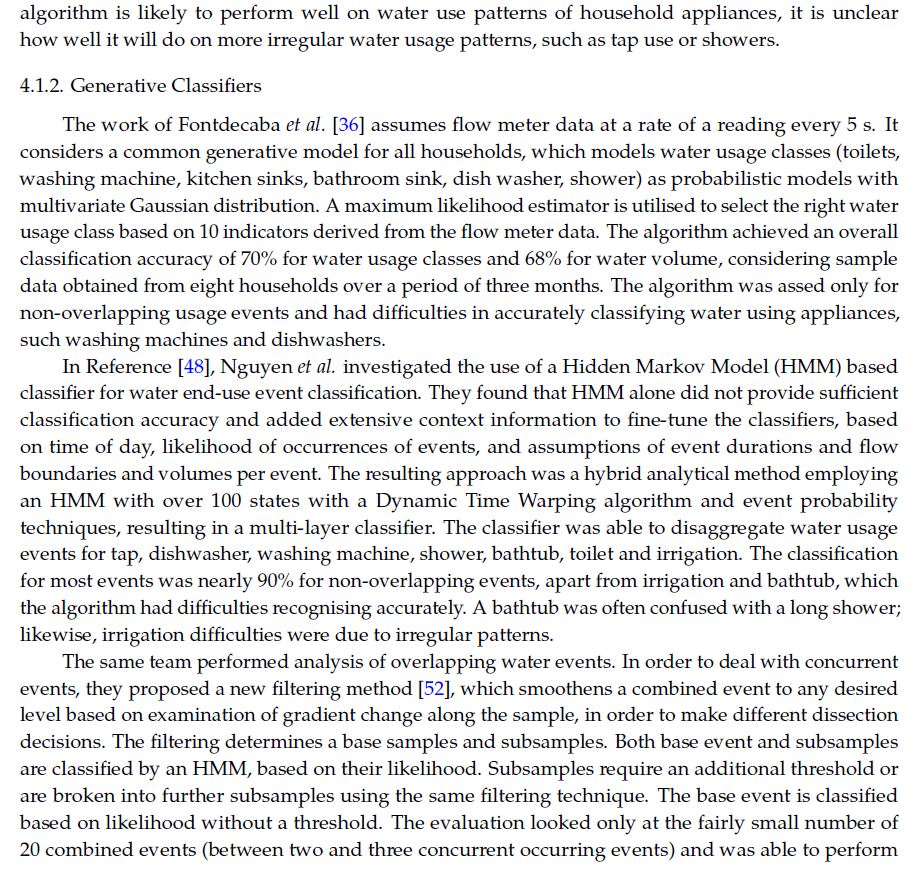 algorithm is likely to perform well on water use patterns of household appliances, it is unclear
how well it will do on more irregular water usage patterns, such as tap use or showers.
4.1.2. Generative Classifiers
The work of Fontdecaba et al. [36] assumes flow meter data at a rate of a reading every 5 s. It
considers a common generative model for all households, which models water usage classes (toilets,
washing machine, kitchen sinks, bathroom sink, dish washer, shower) as probabilistic models with
multivariate Gaussian distribution. A maximum likelihood estimator is utilised to select the right water
usage class based on 10 indicators derived from the flow meter data. The algorithm achieved an overall
classification accuracy of 70% for water usage classes and 68% for water volume, considering sample
data obtained from eight households over a period of three months. The algorithm was assed only for
non-overlapping usage events and had difficulties in accurately classifying water using appliances,
such washing machines and dishwashers.
In Reference [48], Nguyen et al. investigated the use of a Hidden Markov Model (HMM) based
classifier for water end-use event classification. They found that HMM alone did not provide sufficient
classification accuracy and added extensive context information to fine-tune the classifiers, based
on time of day, likelihood of occurrences of events, and assumptions of event durations and flow
boundaries and volumes per event. The resulting approach was a hybrid analytical method employing
an HMM with over 100 states with a Dynamic Time Warping algorithm and event probability
techniques, resulting in a multi-layer classifier. The classifier was able to disaggregate water usage
events for tap, dishwasher, washing machine, shower, bathtub, toilet and irrigation. The classification
for most events was nearly 90% for non-overlapping events, apart from irrigation and bathtub, which
the algorithm had difficulties recognising accurately. A bathtub was often confused with a long shower;
likewise, irrigation difficulties were due to irregular patterns.
The same team performed analysis of overlapping water events. In order to deal with concurrent
events, they proposed a new filtering method [52], which smoothens a combined event to any desired
level based on examination of gradient change along the sample, in order to make different dissection
decisions. The filtering determines a base samples and subsamples. Both base event and subsamples
are classified by an HMM, based on their likelihood. Subsamples require an additional threshold or
are broken into further subsamples using the same filtering technique. The base event is classified
based on likelihood without a threshold. The evaluation looked only at the fairly small number of
20 combined events (between two and three concurrent occurring events) and was able to perform